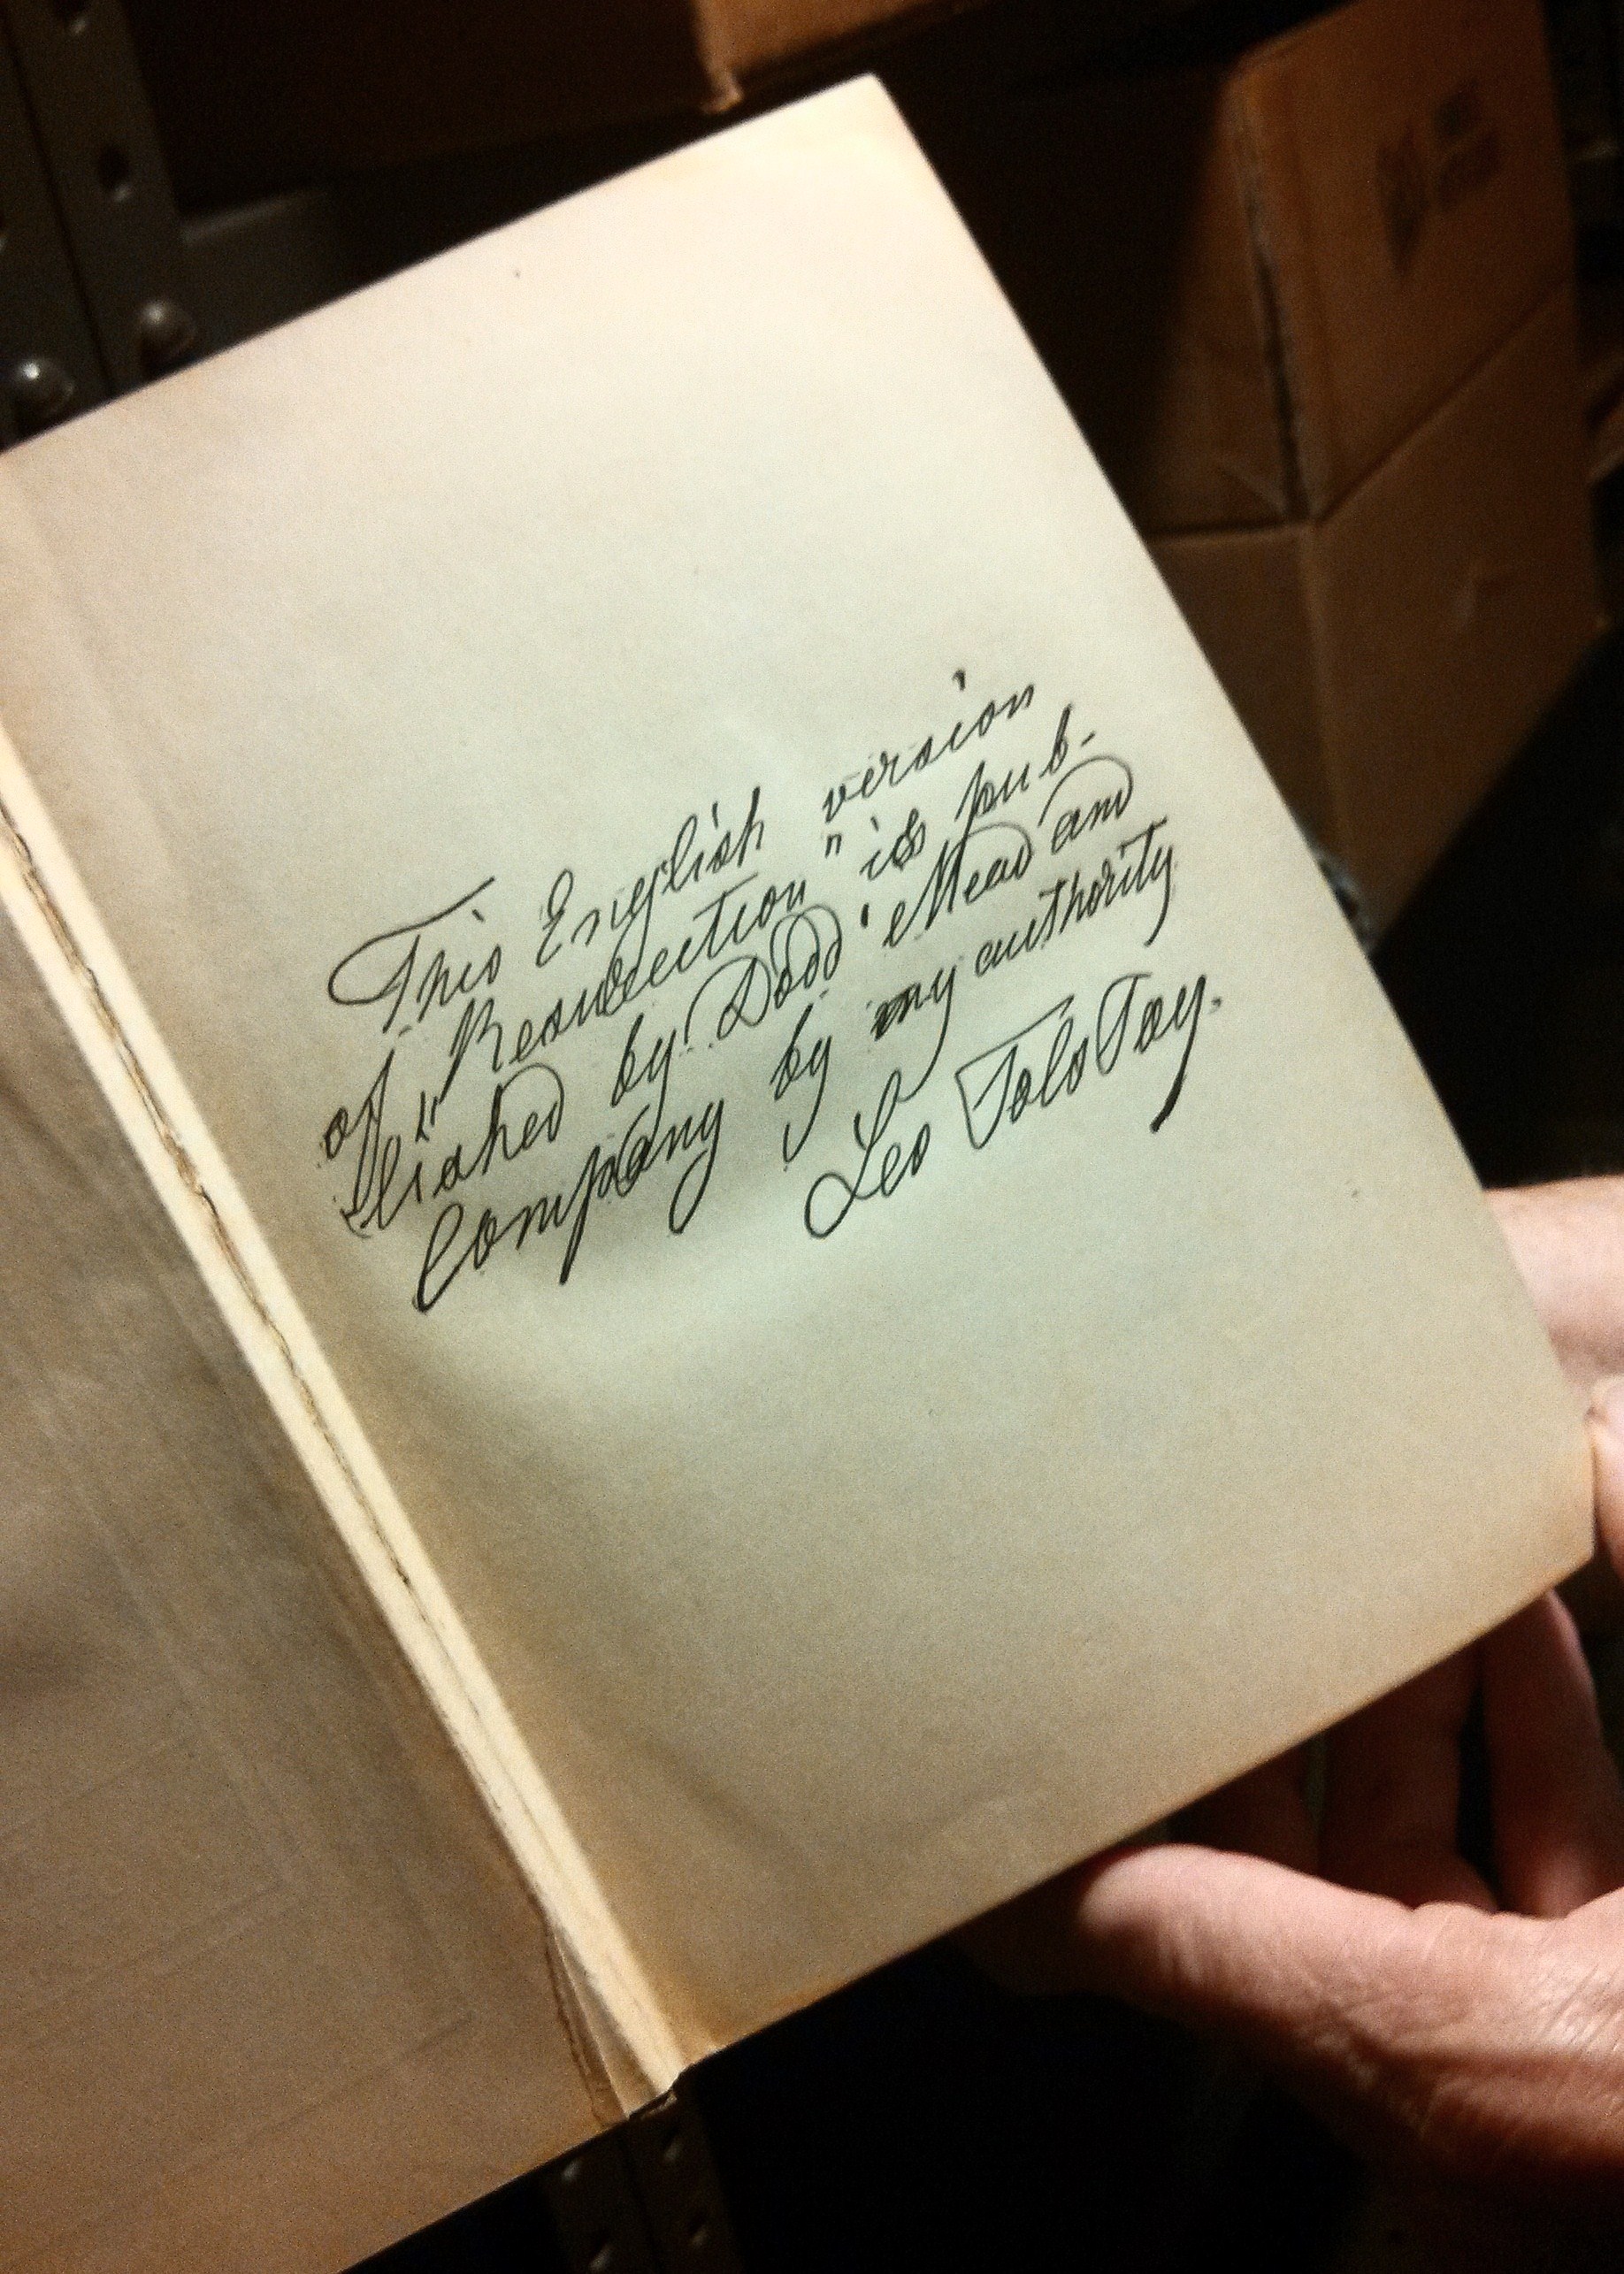 This English version
of „Resurrection" is pub-
lished by Dodd' Mead and
Company by my authority
Leo Tolstoy.